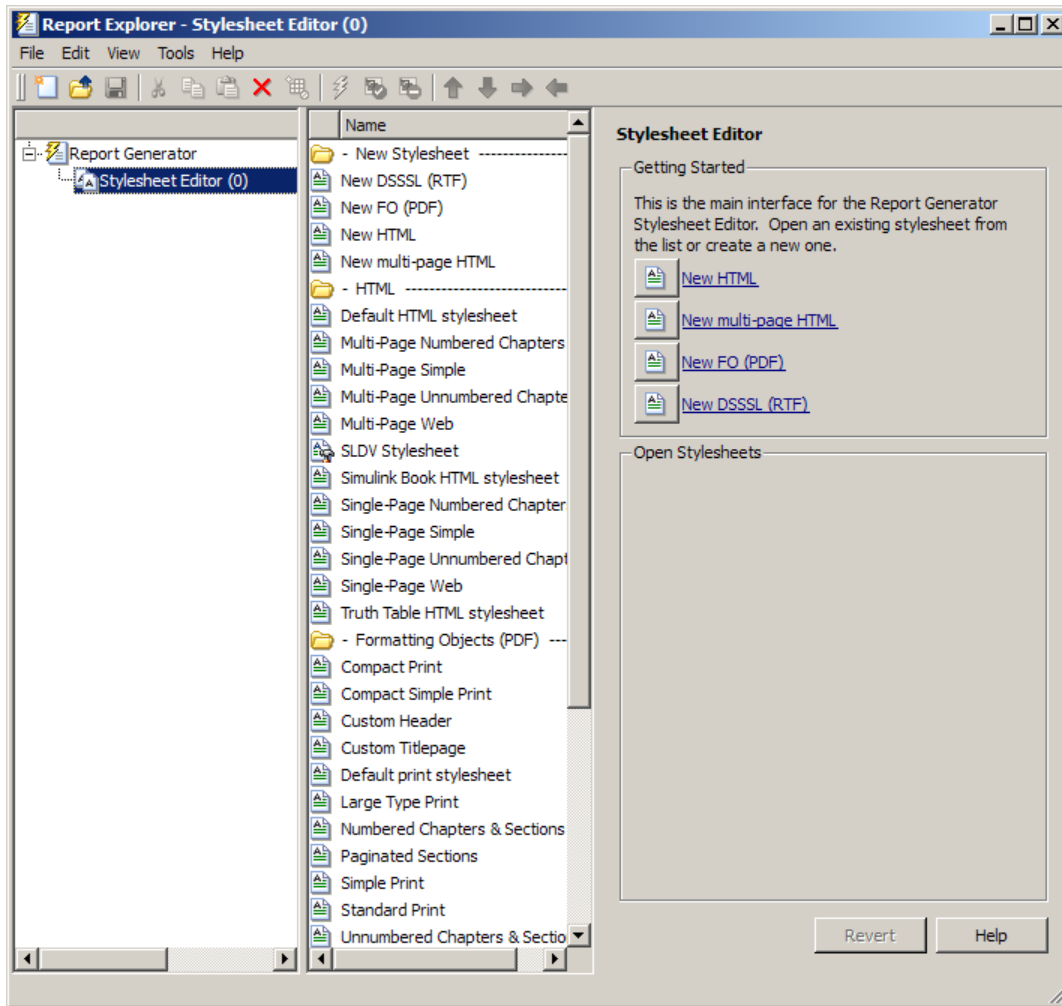 Report Explorer - Stylesheet Editor (0)
File Edit View Tools Help
Report Generator
Stylesheet Editor (0)
Name
- New Stylesheet ---------------
New DSSSL (RTF)
New FO (PDF)
New HTML
New multi-page HTML
- HTML ---------------------------
Default HTML stylesheet
Multi-Page Numbered Chapters
Multi-Page Simple
Multi-Page Unnumbered Chapte
Multi-Page Web
SLDV Stylesheet
Simulink Book HTML stylesheet
Single-Page Numbered Chapter
Single-Page Simple
Single-Page Unnumbered Chapt
Single-Page Web
Truth Table HTML stylesheet
- Formatting Objects (PDF) ---
Compact Print
Compact Simple Print
Custom Header
Custom Titlepage
Default print stylesheet
Large Type Print
Numbered Chapters & Sections
Paginated Sections
Simple Print
Standard Print
Unnumbered Chapters & Sectio
Stylesheet Editor
Getting Started
This is the main interface for the Report Generator
Stylesheet Editor. Open an existing stylesheet from
the list or create a new one.
New HTML
New multi-page HTML
New FO (PDF)
New DSSSL (RTF)
Open Stylesheets
Revert
Help